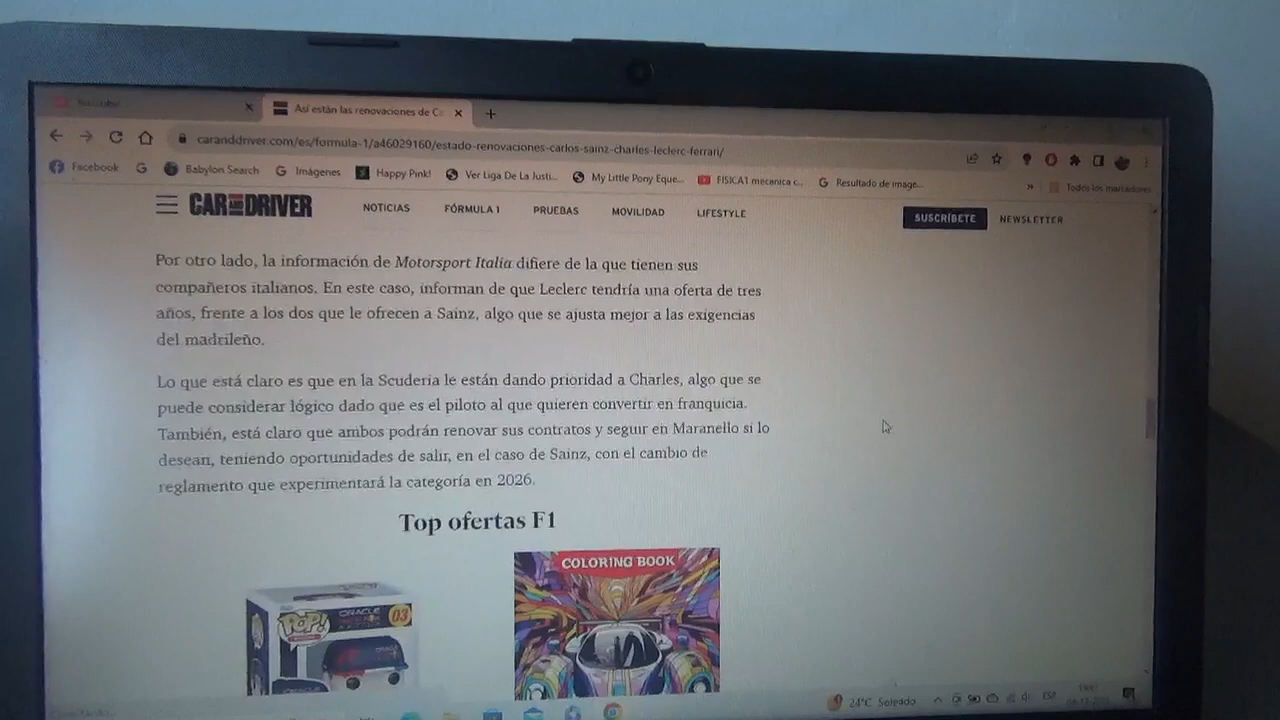 Así están las renovaciones de Ca
caranddriver.com/es/formula-1/a46029160/estado-renovaciones-carlos-sainz-charles-leclerc-ferrari/
Facebook Babylon Search Imágenes Happy Pink! Ver Liga De La Justi... My Little Pony Eque... FISICA1 mecanica c... Resultado de image... » Todos los marcadores
CAR AND DRIVER NOTICIAS FÓRMULA 1 PRUEBAS MOVILIDAD LIFESTYLE SUSCRÍBETE NEWSLETTER
Por otro lado, la información de Motorsport Italia difiere de la que tienen sus
compañeros italianos. En este caso, informan de que Leclerc tendría una oferta de tres
años, frente a los dos que le ofrecen a Sainz, algo que se ajusta mejor a las exigencias
del madrileño.
Lo que está claro es que en la Scuderia le están dando prioridad a Charles, algo que se
puede considerar lógico dado que es el piloto al que quieren convertir en franquicia.
También, está claro que ambos podrán renovar sus contratos y seguir en Maranello si lo
desean, teniendo oportunidades de salir, en el caso de Sainz, con el cambio de
reglamento que experimentará la categoría en 2026.
Top ofertas F1
POP! ORACLE 03
ORACLE
COLORING BOOK
24°C Soleado